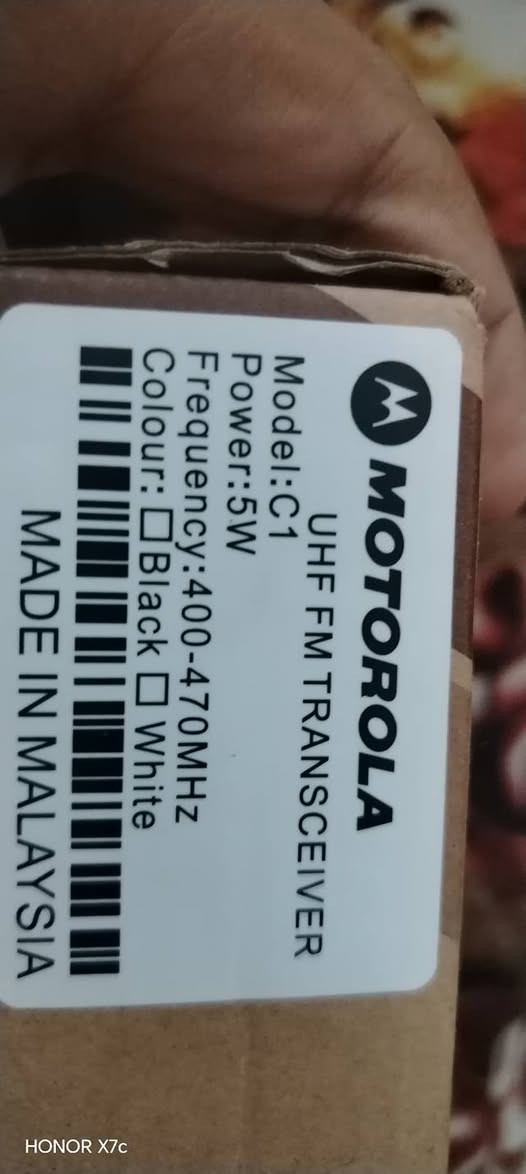 MOTOROLA
UHF FM TRANSCEIVER
Model:C1
Power:5W
Frequency:400-470MHz
Colour: □Black □ White
MADE IN MALAYSIA
HONOR X7c